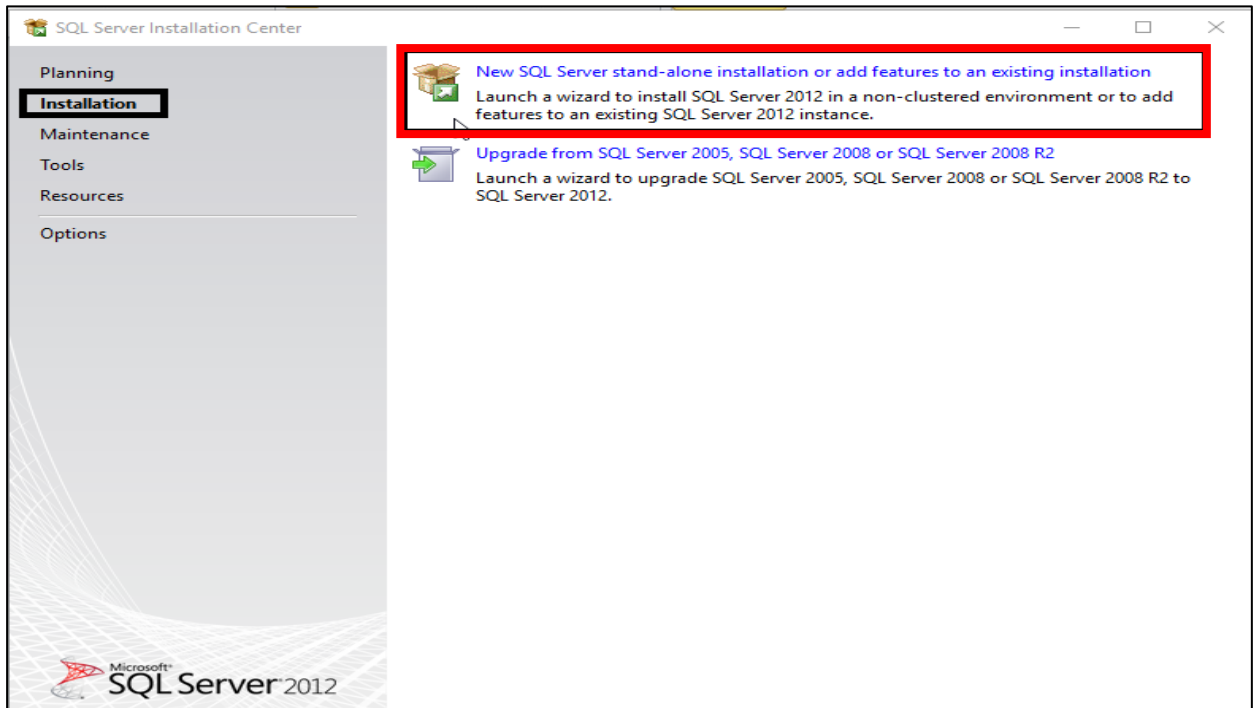 SQL Server Installation Center
Planning
Installation
Maintenance
Tools
Resources
Options
New SQL Server stand-alone installation or add features to an existing installation
Launch a wizard to install SQL Server 2012 in a non-clustered environment or to add
features to an existing SQL Server 2012 instance.
Upgrade from SQL Server 2005, SQL Server 2008 or SQL Server 2008 R2
Launch a wizard to upgrade SQL Server 2005, SQL Server 2008 or SQL Server 2008 R2 to
SQL Server 2012.
Microsoft®
SQL Server 2012